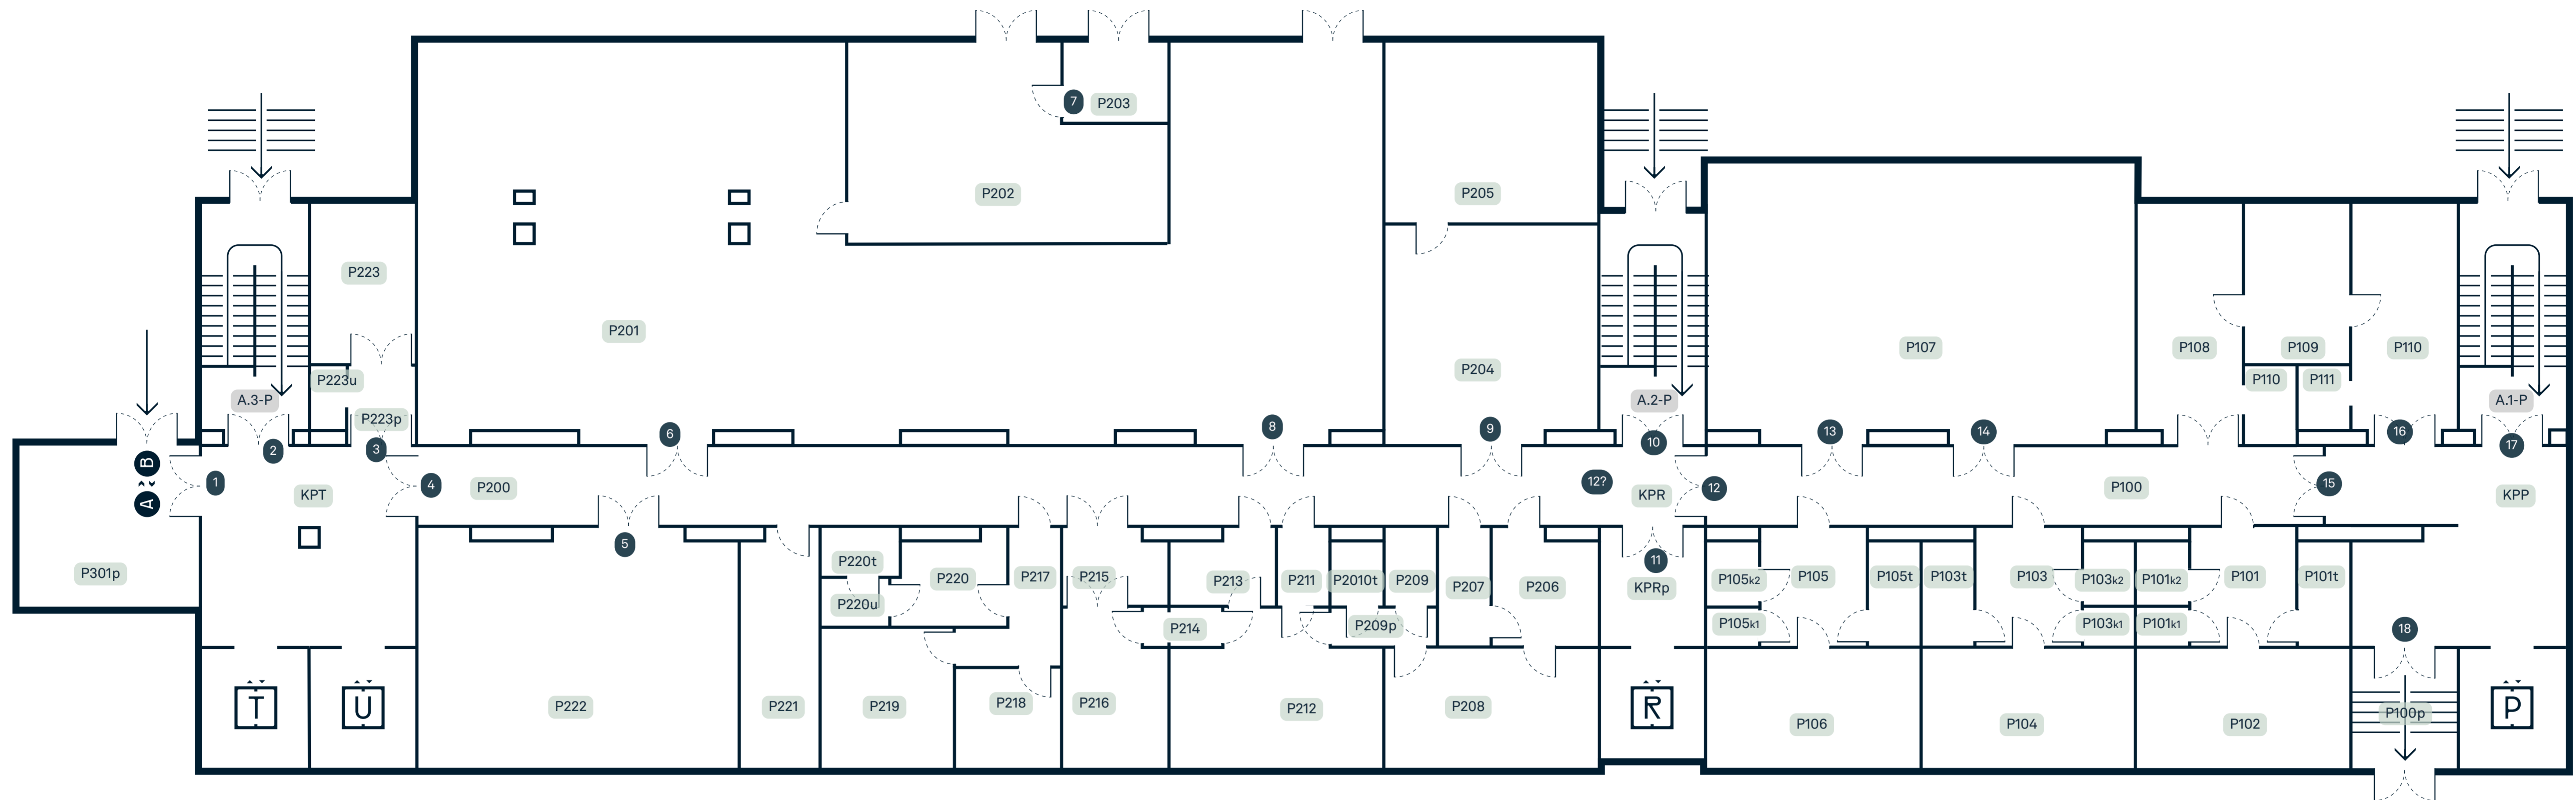 7
P203
P202
P205
P223
P201
P107
P108
P109
P110
P204
P223u
P110
P111
A.3-P
A.2-P
A.1-P
P223p
2
3
6
8
9
10
13
14
16
17
B
A
1
4
KPT
P200
12?
KPR
12
P100
15
KPP
5
11
P301p
P220t
P220
P217
P215
P213
P211
P2010t
P209
P207
P206
KPRp
P105k2
P105
P105t
P103t
P103
P103k2
P101k2
P101
P101t
P220u
P214
P209p
P105k1
P103k1
P101k1
18
T
U
P222
P221
P219
P218
P216
P212
P208
R
P106
P104
P102
P100p
P